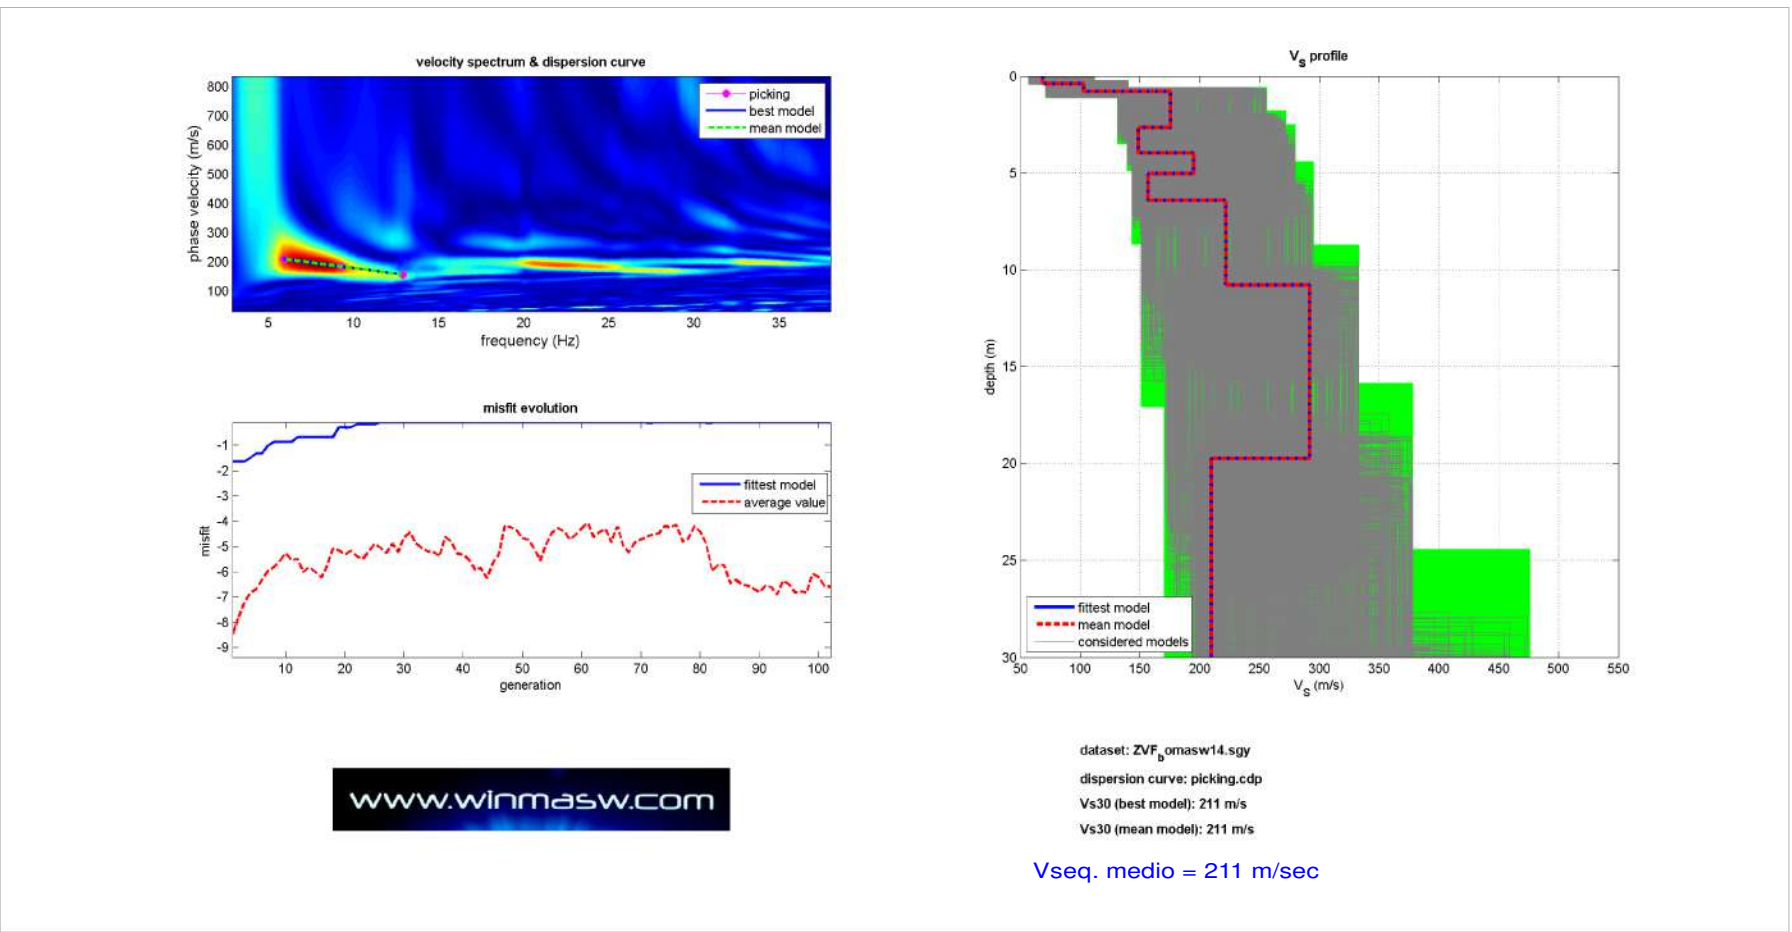 velocity spectrum & dispersion curve
800
700
600
500
400
300
200
100
phase velocity (m/s)
picking
best model
mean model
5 10 15 20 25 30 35
frequency (Hz)
misfit evolution
-1
-2
-3
-4
-5
-6
-7
-8
-9
misfit
fittest model
average value
10 20 30 40 50 60 70 80 90 100
generation
www.winmasw.com
VS profile
0
5
10
15
20
25
30
depth (m)
fittest model
mean model
considered models
50 100 150 200 250 300 350 400 450 500 550
VS (m/s)
dataset: ZVFbomasw14.sgy
dispersion curve: picking.cdp
Vs30 (best model): 211 m/s
Vs30 (mean model): 211 m/s
Vseq. medio = 211 m/sec